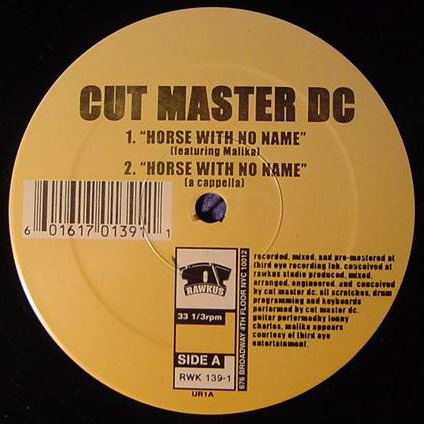 CUT MASTER DC
1. "HORSE WITH NO NAME"
(featuring Malika)
2. "HORSE WITH NO NAME"
(a cappella)
6 01617 01391 1
RAWKUS
33 1/3rpm
SIDE A
RWK 139-1
UR1A
676 BROADWAY 4TH FLOOR NYC 10012
recorded, mixed, and pre-mastered at
third eye recording lab. conceived at
rawkus studio produced, mixed,
arranged, engineered, and conceived
by cut master dc. all scratches, drum
programming and keyboards
performed by cut master dc.
guitar performedby lonny
charles. malika appears
courtesy of third eye
entertainment.